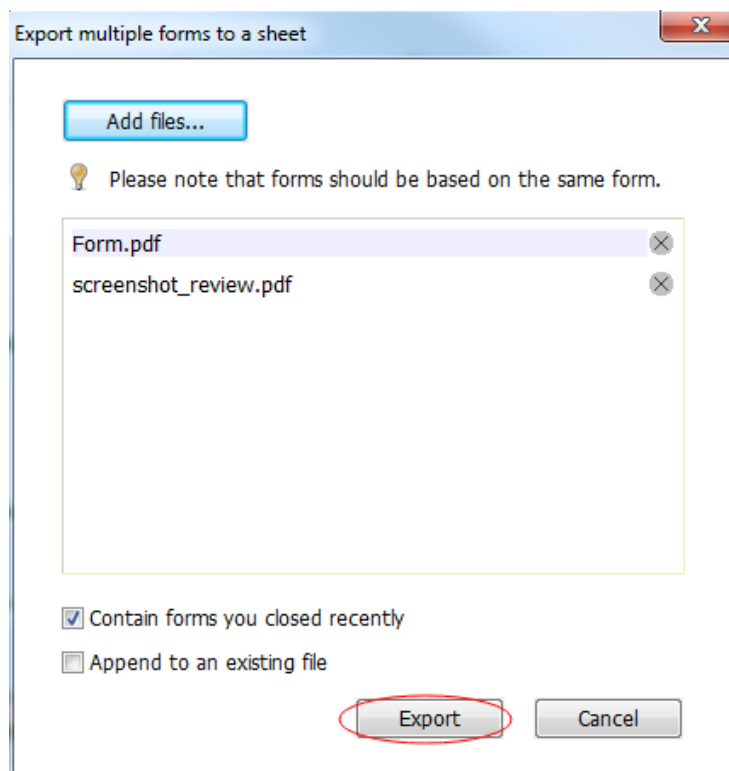 Export multiple forms to a sheet
Add files...
Please note that forms should be based on the same form.
Form.pdf
screenshot_review.pdf
Contain forms you closed recently
Append to an existing file
Export Cancel